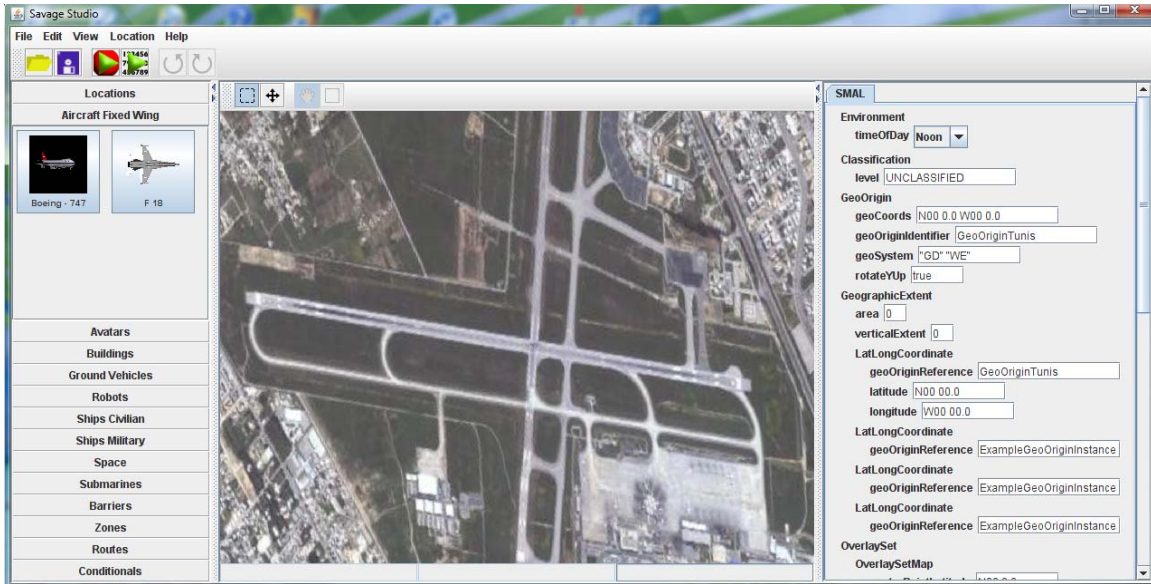 Savage Studio
File Edit View Location Help
Locations
Aircraft Fixed Wing
Boeing - 747
F 18
Avatars
Buildings
Ground Vehicles
Robots
Ships Civilian
Ships Military
Space
Submarines
Barriers
Zones
Routes
Conditionals
SMAL
Environment
timeOfDay Noon
Classification
level UNCLASSIFIED
GeoOrigin
geoCoords N00 0.0 W00 0.0
geoOriginIdentifier GeoOriginTunis
geoSystem "GD" "WE"
rotateYUp true
GeographicExtent
area 0
verticalExtent 0
LatLongCoordinate
geoOriginReference GeoOriginTunis
latitude N00 00.0
longitude W00 00.0
LatLongCoordinate
geoOriginReference ExampleGeoOriginInstance
LatLongCoordinate
geoOriginReference ExampleGeoOriginInstance
LatLongCoordinate
geoOriginReference ExampleGeoOriginInstance
OverlaySet
OverlaySetMap